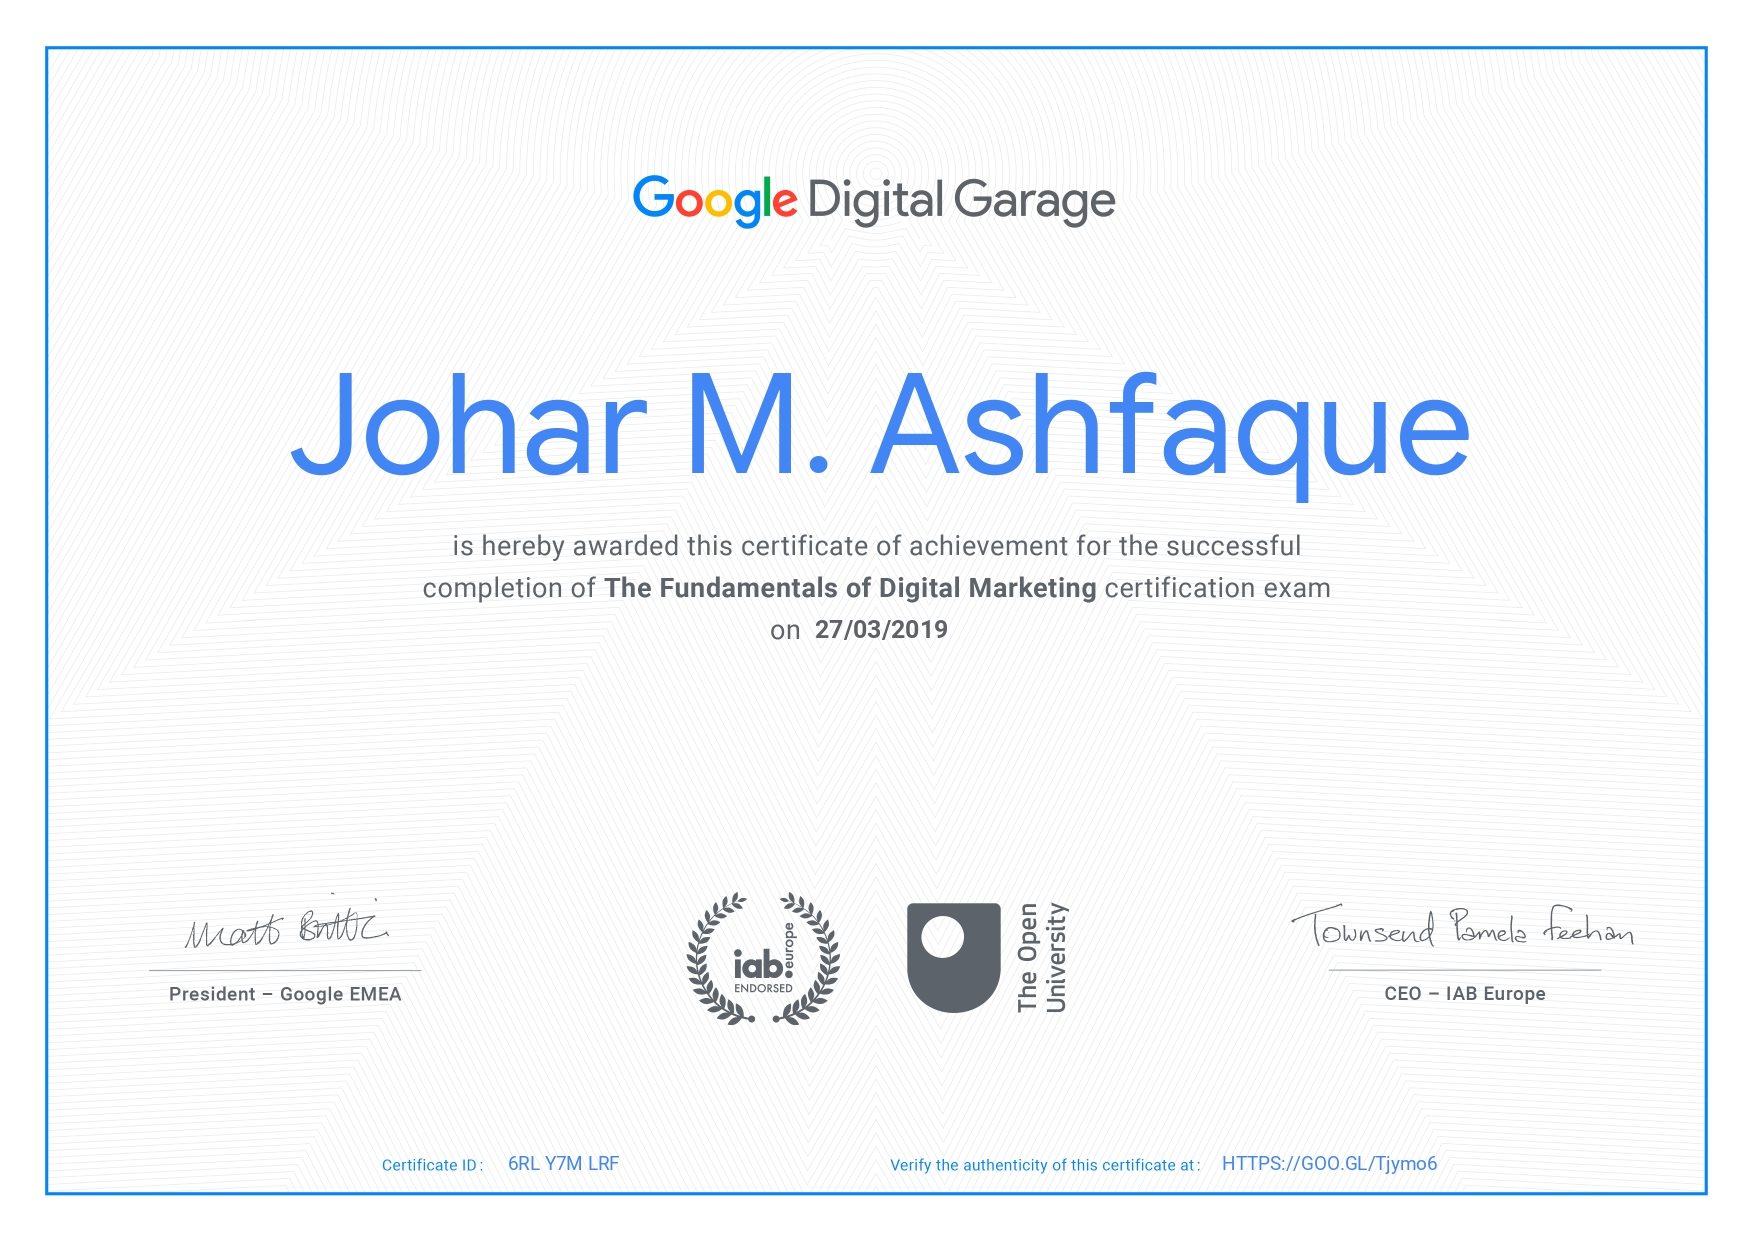 Google Digital Garage
Johar M. Ashfaque
is hereby awarded this certificate of achievement for the successful
completion of The Fundamentals of Digital Marketing certification exam
on 27/03/2019
Matt Brittin
President – Google EMEA
iab europe
ENDORSED
The Open
University
Townsend Pamela Feehan
CEO – IAB Europe
Certificate ID : 6RL Y7M LRF
Verify the authenticity of this certificate at : HTTPS://GOO.GL/Tjymo6